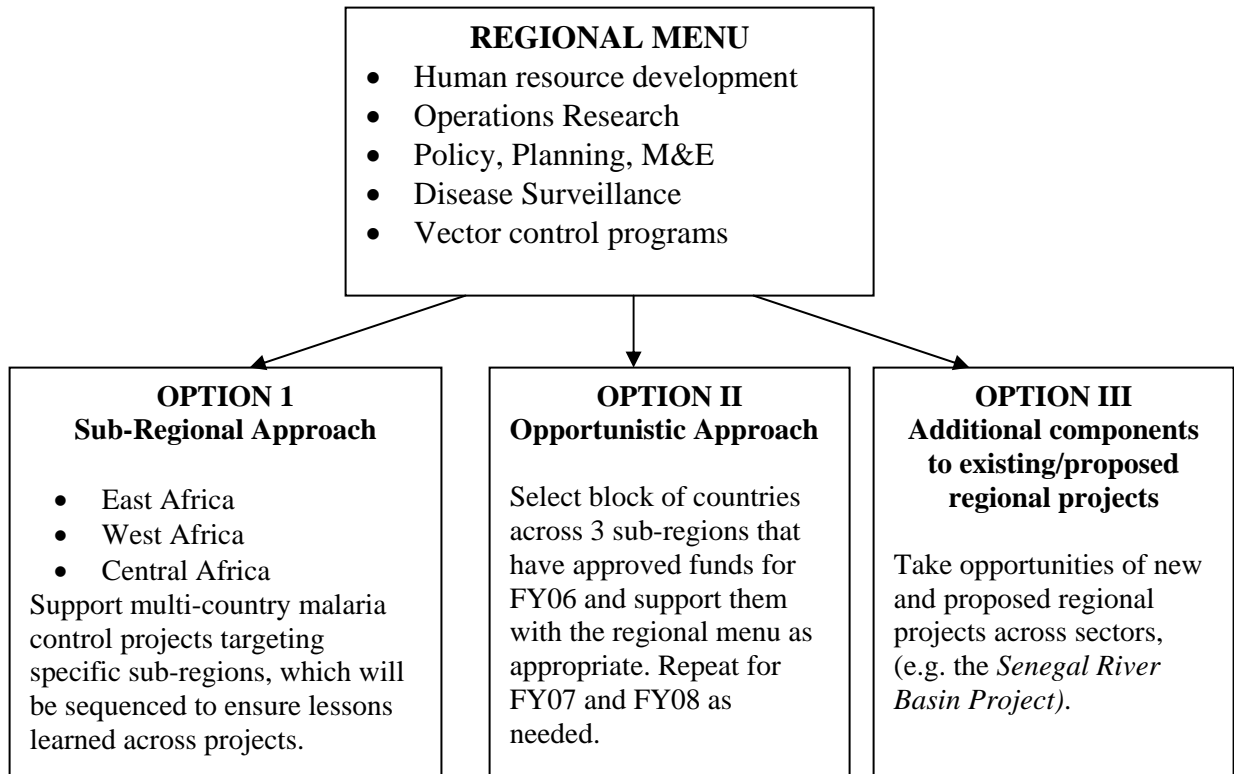 REGIONAL MENU
• Human resource development
• Operations Research
• Policy, Planning, M&E
• Disease Surveillance
• Vector control programs
OPTION 1
Sub-Regional Approach
• East Africa
• West Africa
• Central Africa
Support multi-country malaria
control projects targeting
specific sub-regions, which will
be sequenced to ensure lessons
learned across projects.
OPTION II
Opportunistic Approach
Select block of countries
across 3 sub-regions that
have approved funds for
FY06 and support them
with the regional menu as
appropriate. Repeat for
FY07 and FY08 as
needed.
OPTION III
Additional components
to existing/proposed
regional projects
Take opportunities of new
and proposed regional
projects across sectors,
(e.g. the Senegal River
Basin Project).